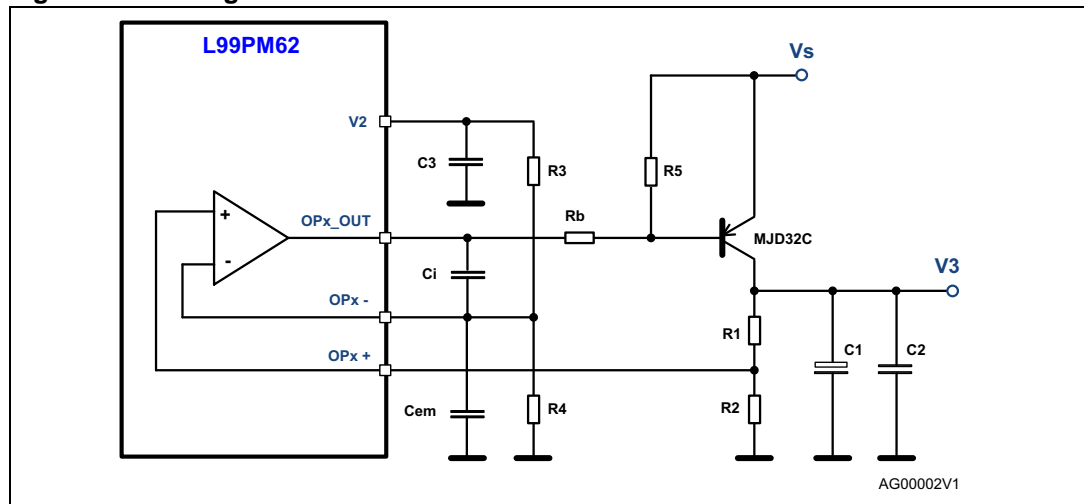 L99PM62
Vs
V2
C3
R3
R5
+
OPx_OUT
Rb
MJD32C
-
Ci
V3
OPx -
R1
C1
C2
OPx +
Cem
R4
R2
AG00002V1